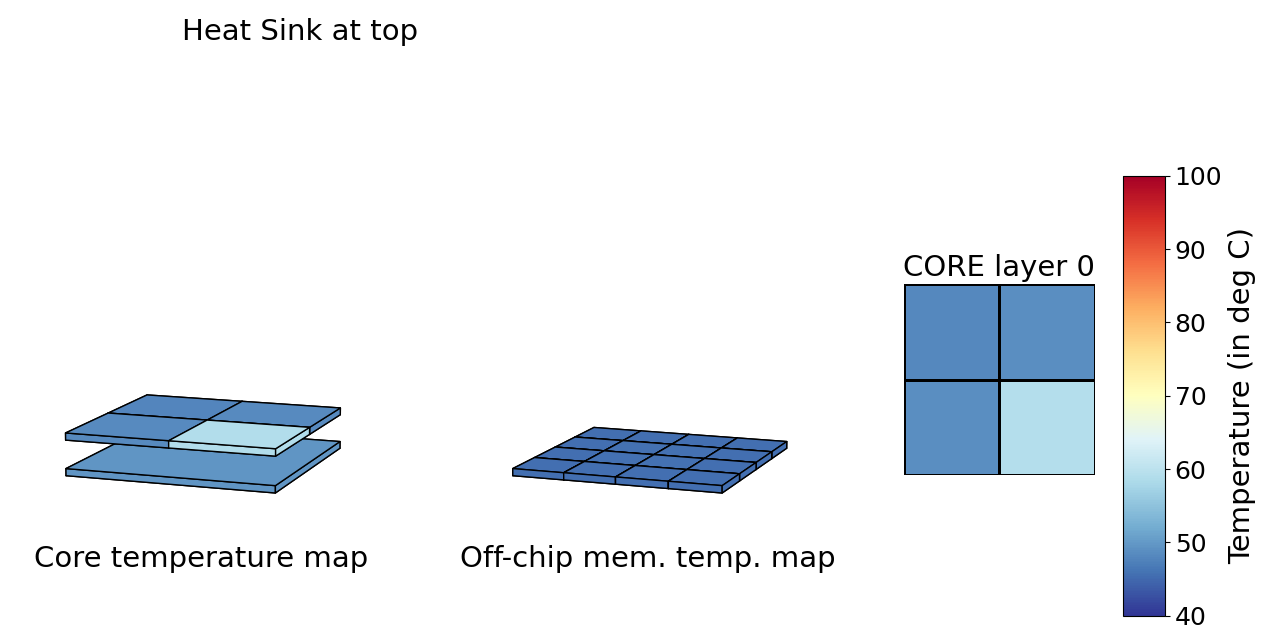 Heat Sink at top
CORE layer 0
100
90
80
70
60
50
40
Temperature (in deg C)
Core temperature map
Off-chip mem. temp. map